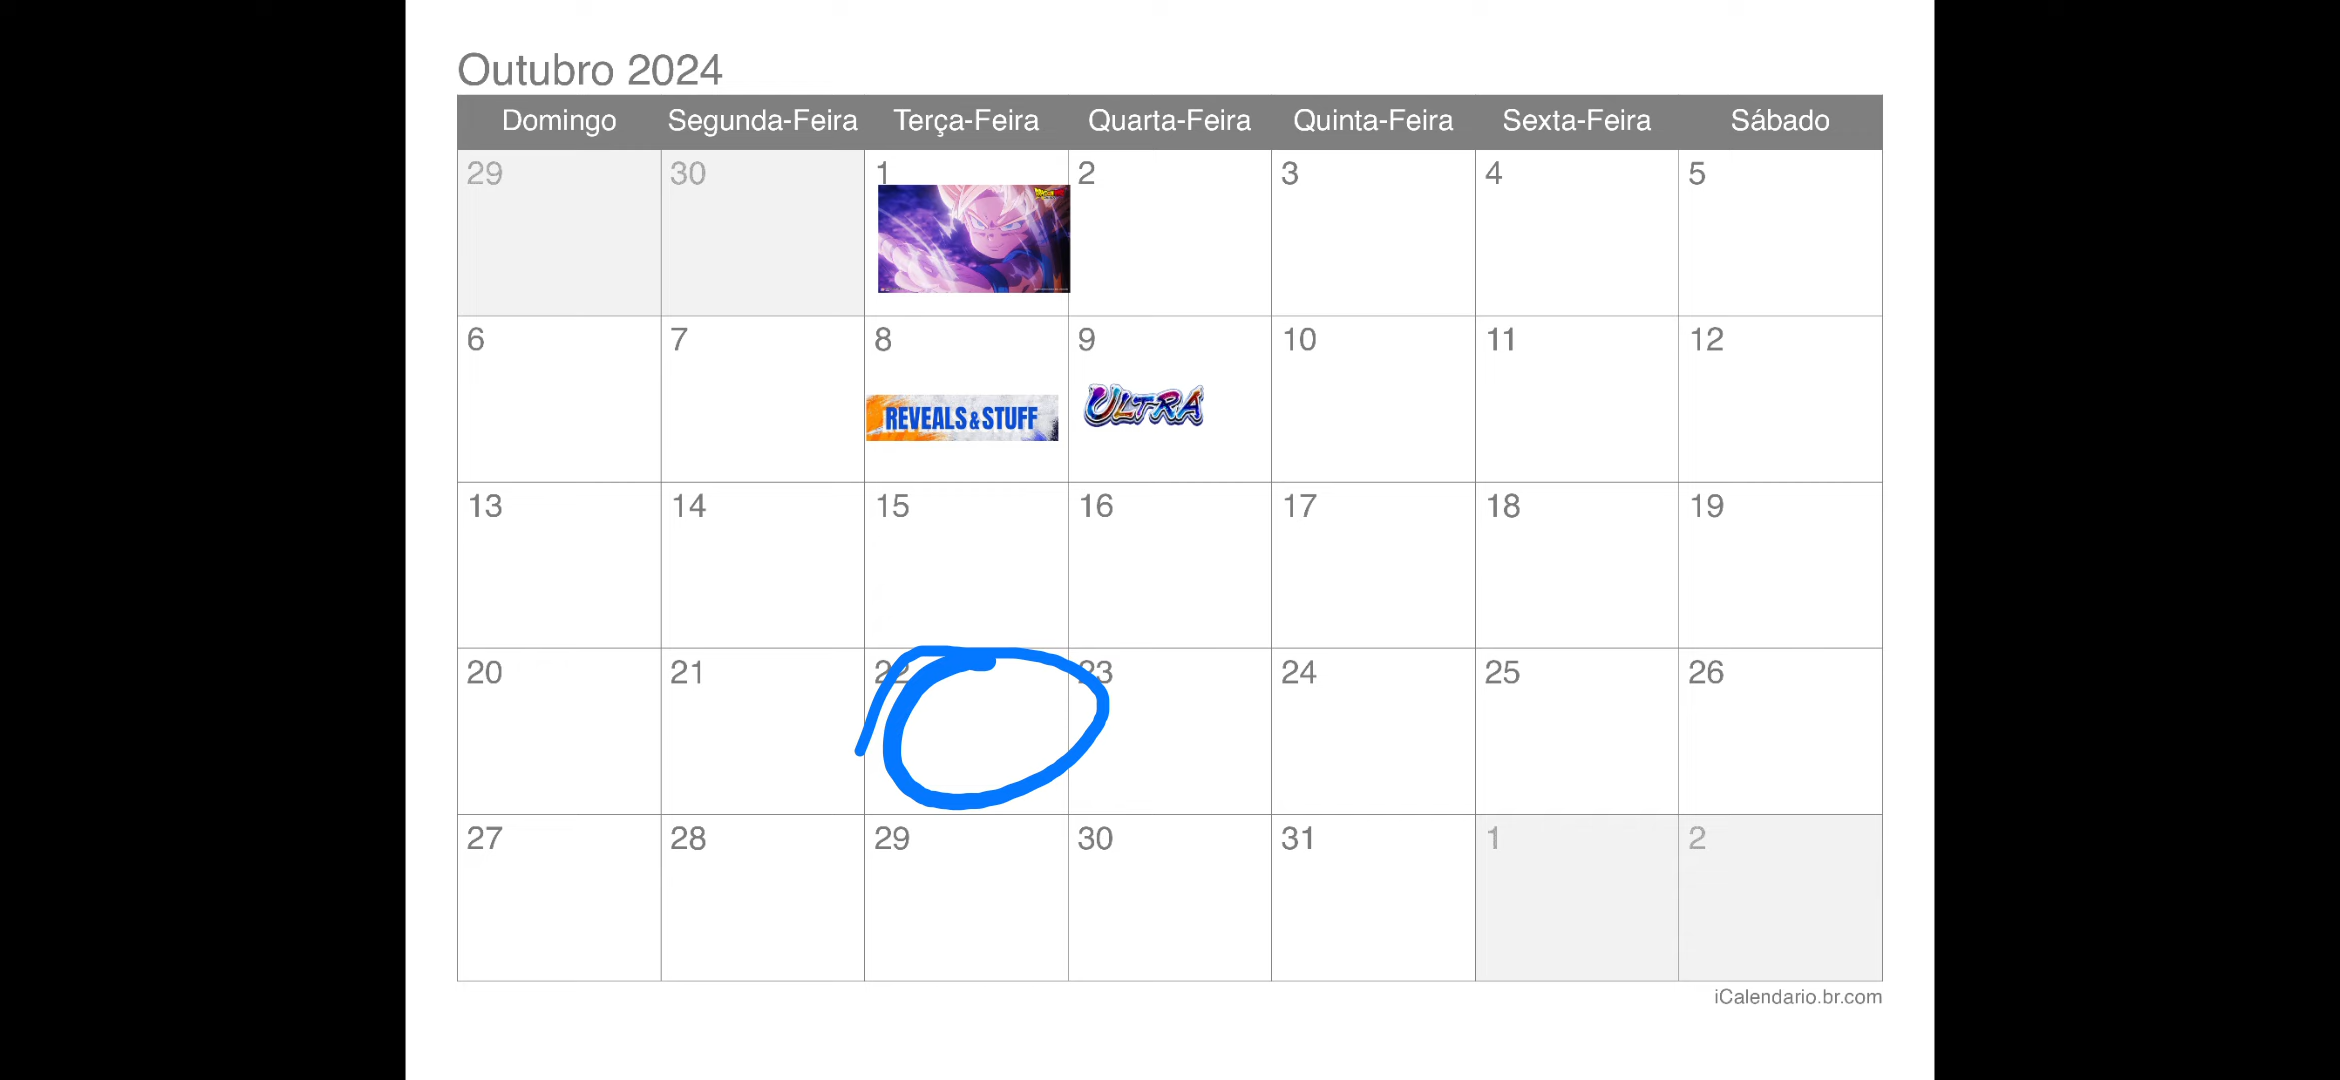 Outubro 2024
Domingo Segunda-Feira Terça-Feira Quarta-Feira Quinta-Feira Sexta-Feira Sábado
29 30 1 2 3 4 5
6 7 8 9 10 11 12
REVEALS & STUFF ULTRA
13 14 15 16 17 18 19
20 21 22 23 24 25 26
27 28 29 30 31 1 2
iCalendario.br.com